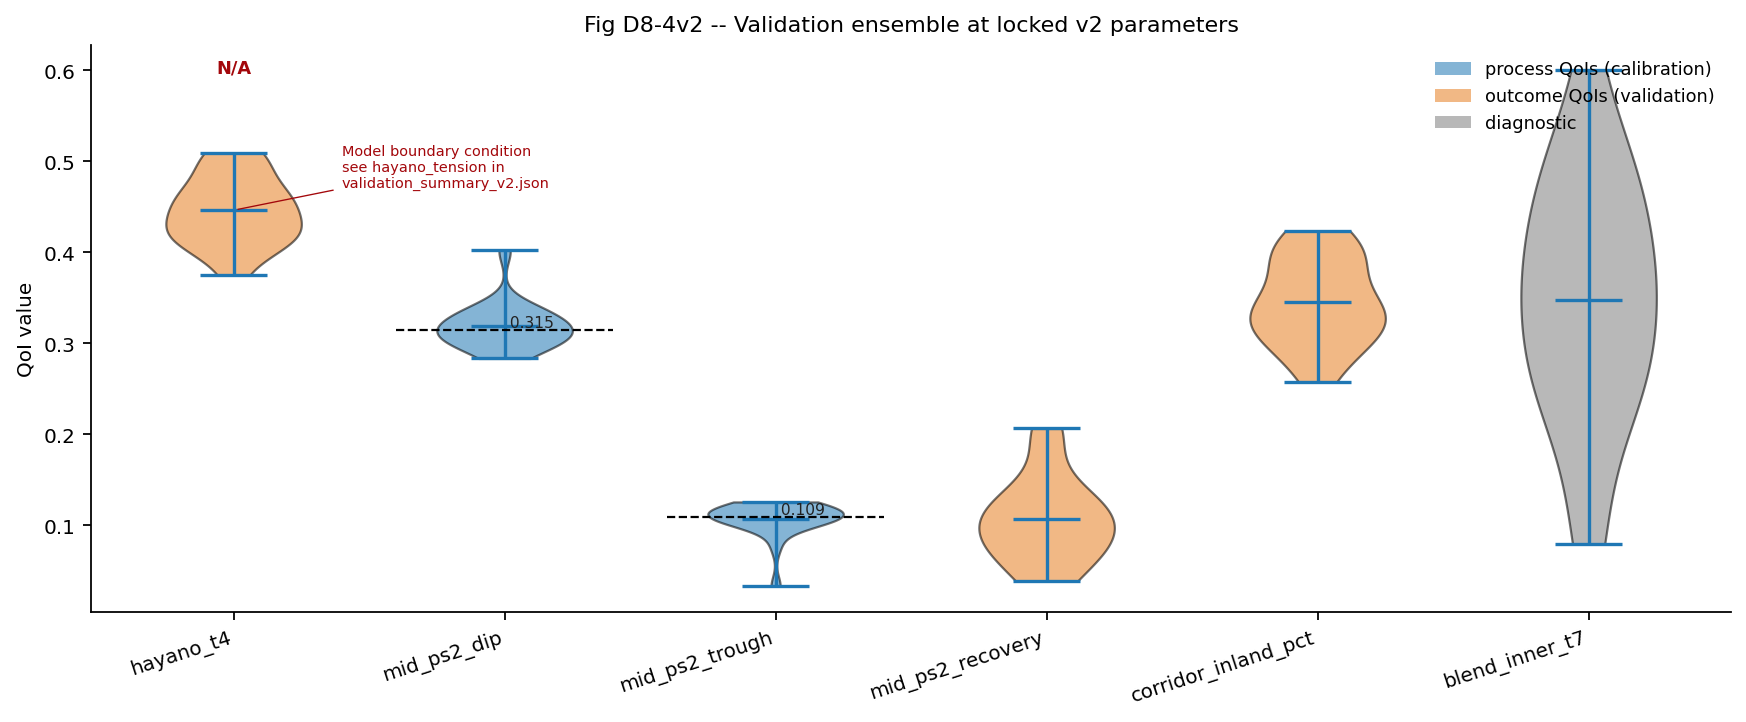 Fig D8-4v2 -- Validation ensemble at locked v2 parameters
QoI value
0.6
0.5
0.4
0.3
0.2
0.1
N/A
Model boundary condition
see hayano_tension in
validation_summary_v2.json
0.315
0.109
process QoIs (calibration)
outcome QoIs (validation)
diagnostic
hayano_t4
mid_ps2_dip
mid_ps2_trough
mid_ps2_recovery
corridor_inland_pct
blend_inner_t7